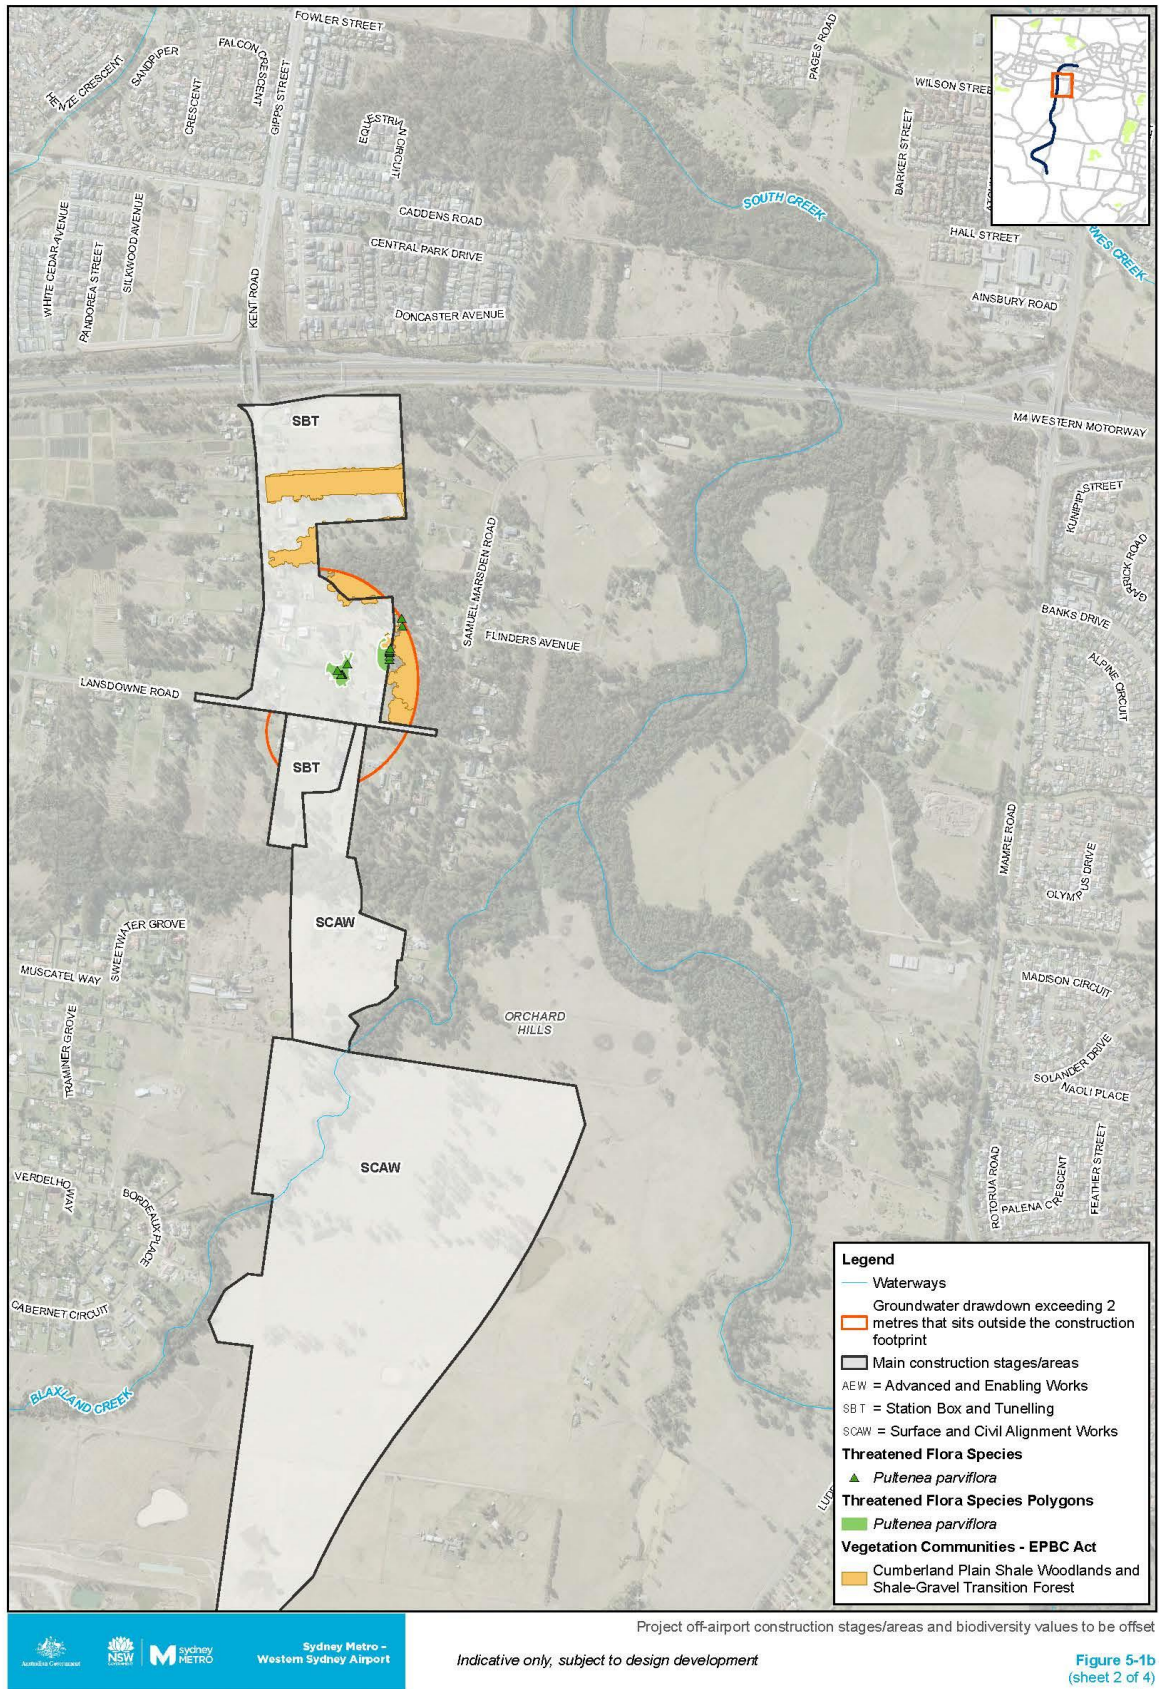 FOWLER STREET
PAGES ROAD
SANDPIPER
FALCON CRESCENT
CRESCENT
GIPPS STREET
WILSON STREE
EQUESTRIAN CIRCUIT
BARKER STREET
WHITE CEDAR AVENUE
PANDOREA STREET
SILKWOOD AVENUE
CADDENS ROAD
CENTRAL PARK DRIVE
SOUTH CREEK
HALL STREET
KENT ROAD
DONCASTER AVENUE
AINSBURY ROAD
M4 WESTERN MOTORWAY
SBT
KUNIPIPI STREET
GARRICK ROAD
SAMUEL MARSDEN ROAD
FLINDERS AVENUE
BANKS DRIVE
ALPINE CIRCUIT
LANSDOWNE ROAD
SBT
MAMRE ROAD
OLYMPUS DRIVE
SCAW
SWEETWATER GROVE
MUSCATEL WAY
TRAMINER GROVE
MADISON CIRCUIT
ORCHARD
HILLS
SOLANDER DRIVE
NAOLI PLACE
SCAW
VERDELHO WAY
BORDEAUX PLACE
ROTORUA ROAD
PALENA CRESCENT
FEATHER STREET
CABERNET CIRCUIT
BLAXLAND CREEK
Legend
Waterways
Groundwater drawdown exceeding 2
metres that sits outside the construction
footprint
Main construction stages/areas
AEW = Advanced and Enabling Works
SBT = Station Box and Tunelling
SCAW = Surface and Civil Alignment Works
Threatened Flora Species
Pultenea parviflora
Threatened Flora Species Polygons
Pultenea parviflora
Vegetation Communities - EPBC Act
Cumberland Plain Shale Woodlands and
Shale-Gravel Transition Forest
Project off-airport construction stages/areas and biodiversity values to be offset
Australian Government
NSW
GOVERNMENT
M sydney
METRO
Sydney Metro –
Western Sydney Airport
Indicative only, subject to design development
Figure 5-1b
(sheet 2 of 4)